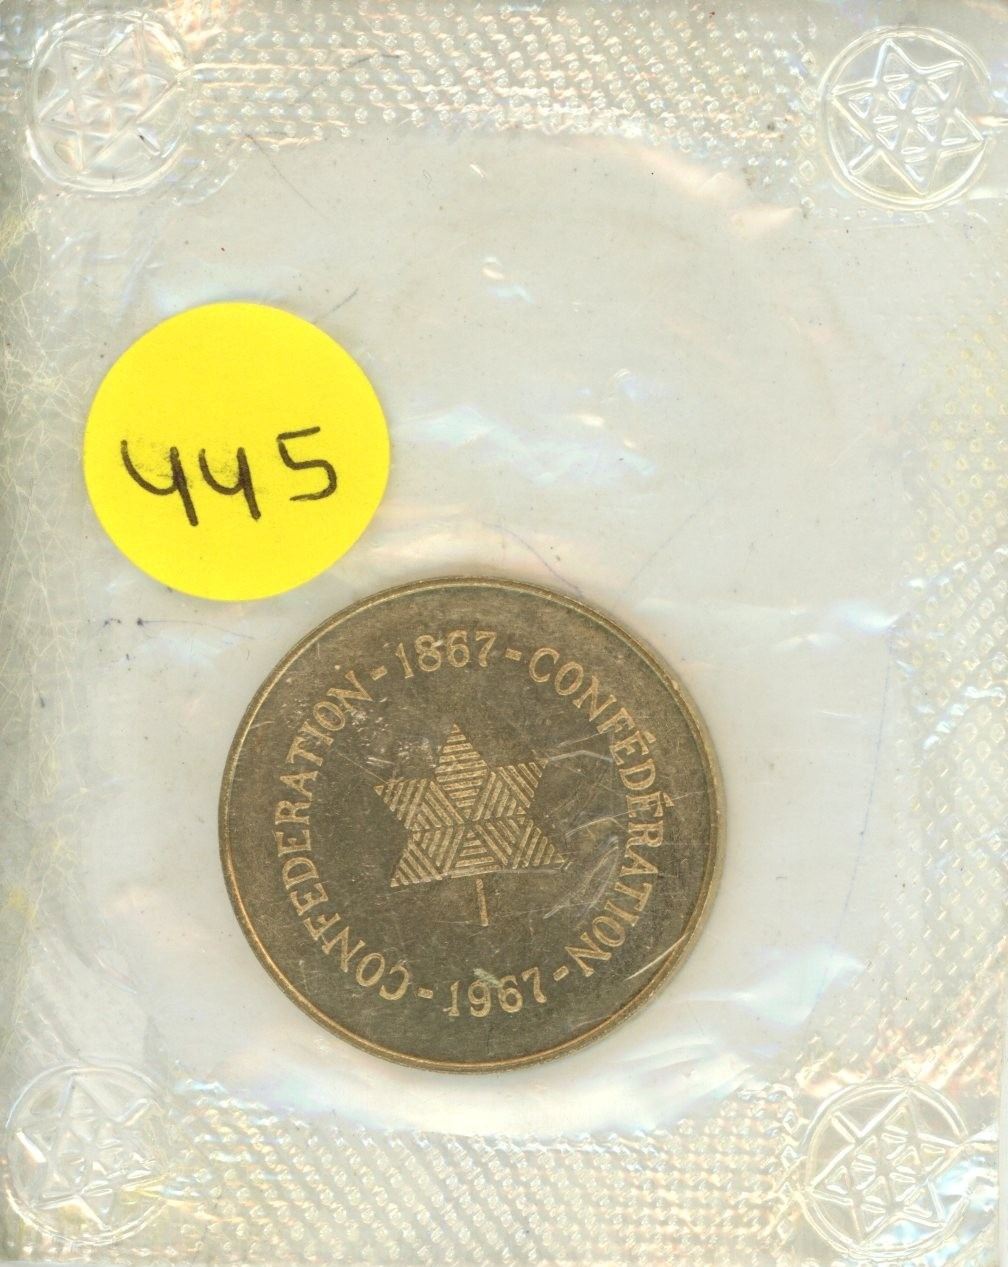 445
CONFEDERATION - 1867 - CONFÉDÉRATION - 1967 -